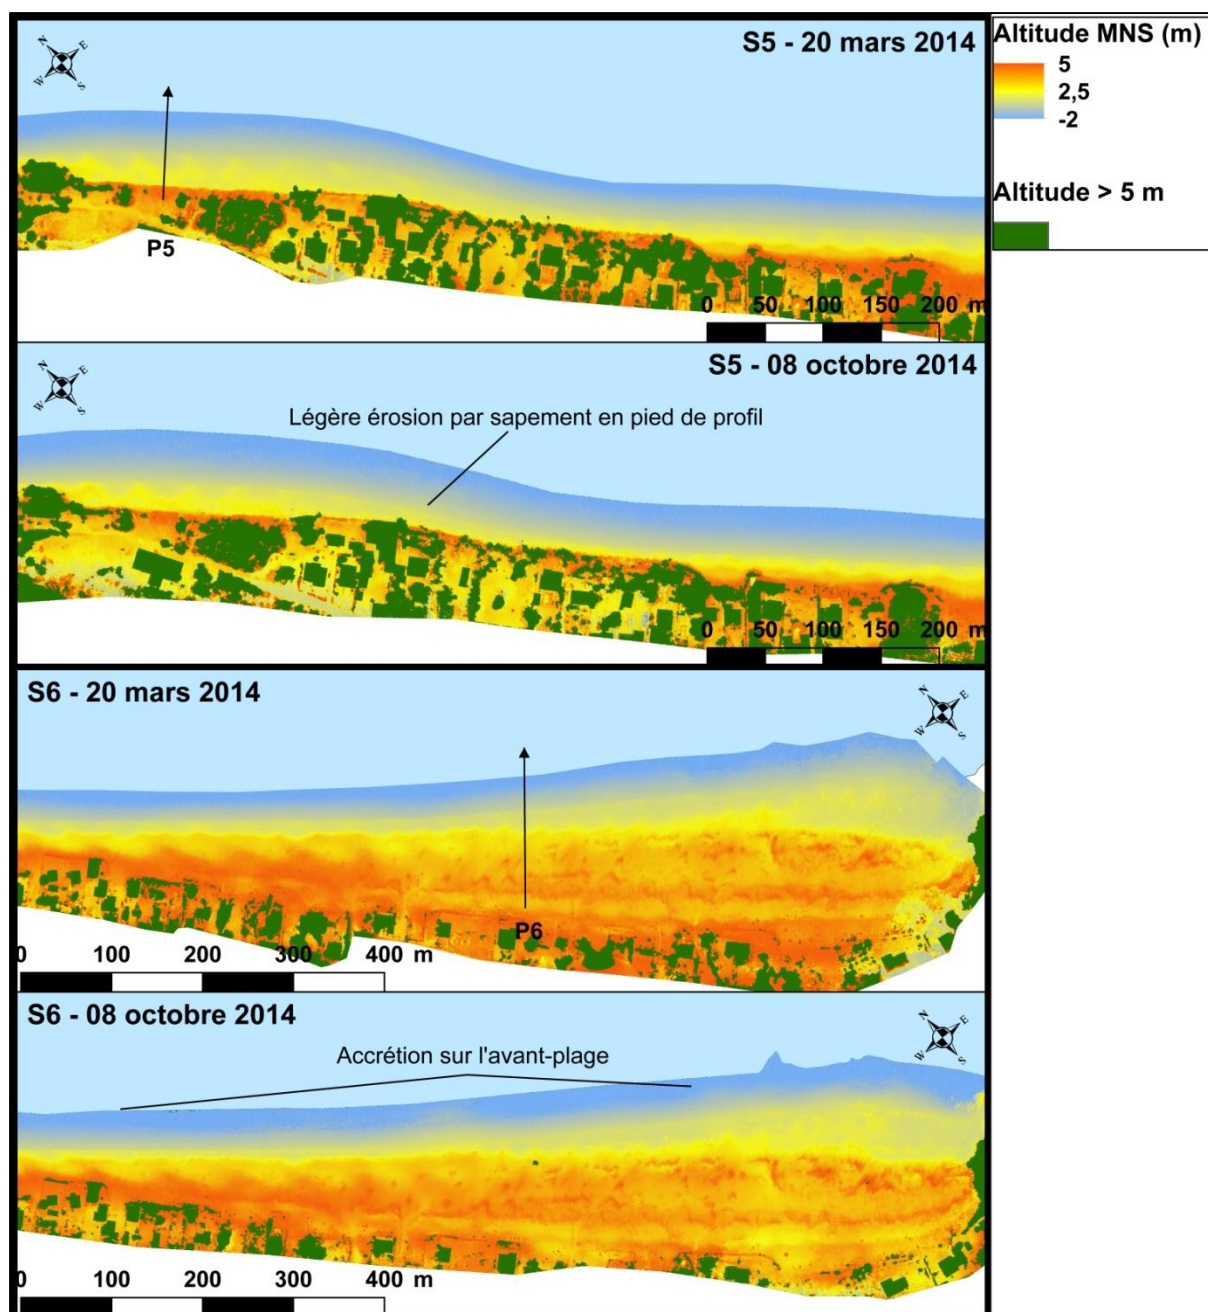 S5 - 20 mars 2014
N
E
W
S
P5
0 50 100 150 200 m
Altitude MNS (m)
5
2,5
-2
Altitude > 5 m
S5 - 08 octobre 2014
N
E
W
S
Légère érosion par sapement en pied de profil
0 50 100 150 200 m
S6 - 20 mars 2014
N
E
W
S
P6
0 100 200 300 400 m
S6 - 08 octobre 2014
N
E
W
S
Accrétion sur l'avant-plage
0 100 200 300 400 m